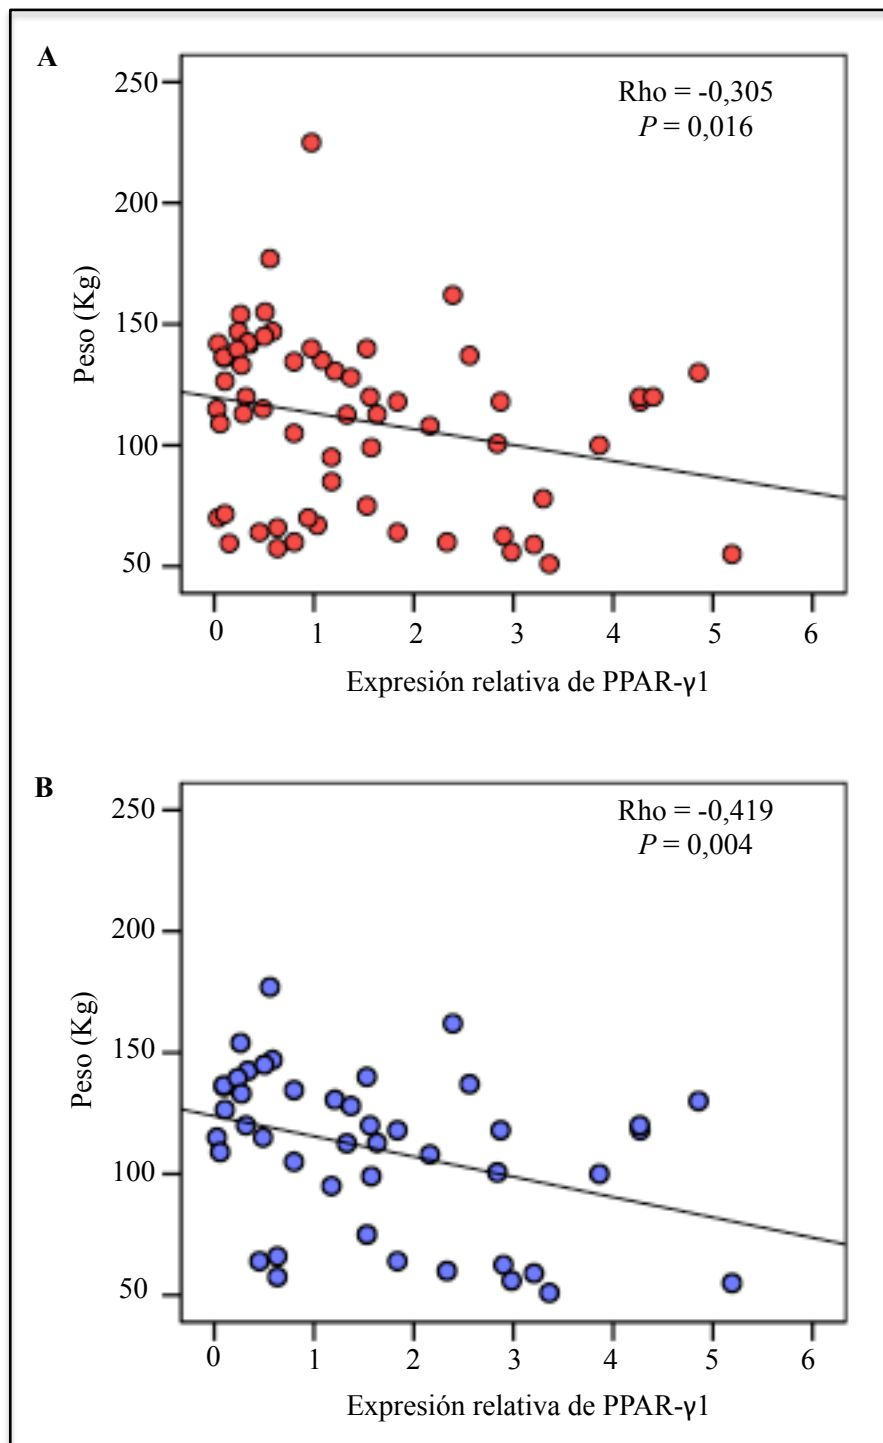 A
Rho = -0,305
P = 0,016
250
200
150
100
50
Peso (Kg)
0 1 2 3 4 5 6
Expresión relativa de PPAR-γ1
B
Rho = -0,419
P = 0,004
250
200
150
100
50
Peso (Kg)
0 1 2 3 4 5 6
Expresión relativa de PPAR-γ1